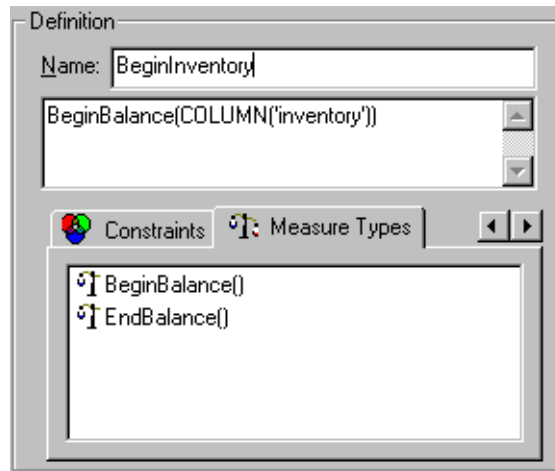 Definition
Name: BeginInventory
BeginBalance(COLUMN('inventory'))
Constraints Measure Types
BeginBalance()
EndBalance()